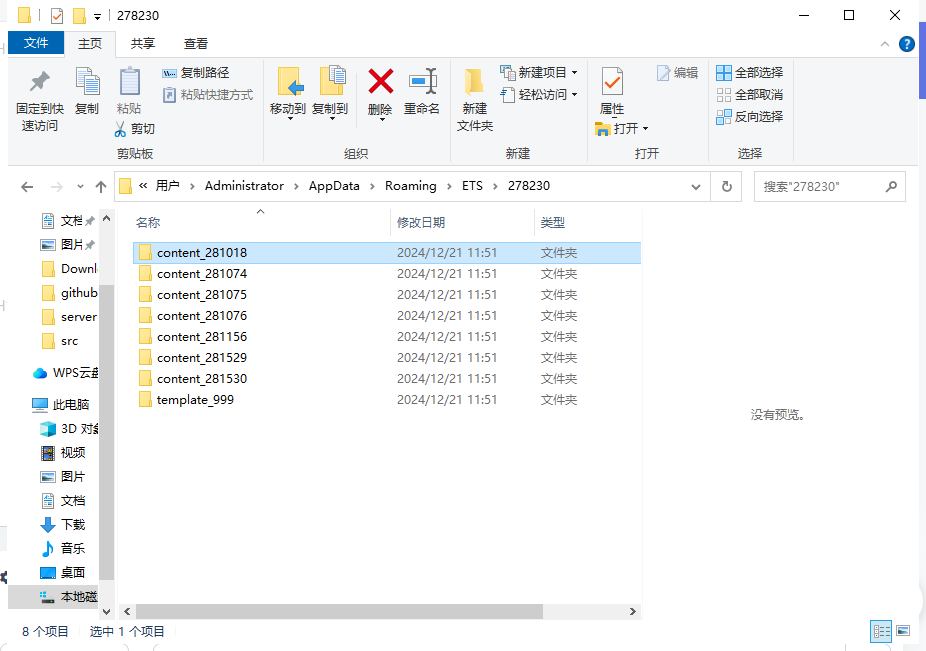 278230
文件 主页 共享 查看
固定到快速访问
复制
粘贴
复制路径
粘贴快捷方式
剪切
剪贴板
移动到 复制到 删除 重命名
组织
新建文件夹
新建项目
轻松访问
新建
属性
打开
编辑
打开
全部选择
全部取消
反向选择
选择
« 用户 › Administrator › AppData › Roaming › ETS › 278230
搜索"278230"
文档
图片
Downl
github
server
src
WPS云盘
此电脑
3D 对象
视频
图片
文档
下载
音乐
桌面
本地磁
名称 修改日期 类型
content_281018 2024/12/21 11:51 文件夹
content_281074 2024/12/21 11:51 文件夹
content_281075 2024/12/21 11:51 文件夹
content_281076 2024/12/21 11:51 文件夹
content_281156 2024/12/21 11:51 文件夹
content_281529 2024/12/21 11:51 文件夹
content_281530 2024/12/21 11:51 文件夹
template_999 2024/12/21 11:51 文件夹
没有预览。
8 个项目 选中 1 个项目